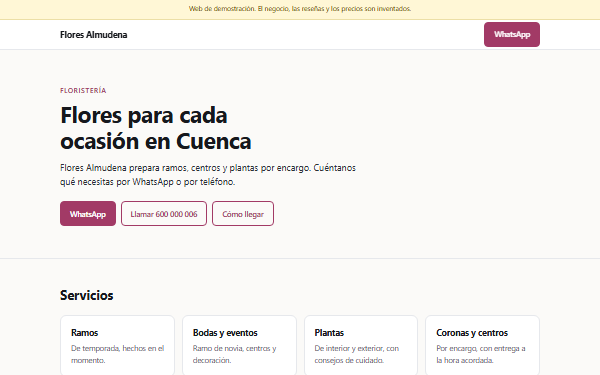 Web de demostración. El negocio, las reseñas y los precios son inventados.
Flores Almudena
WhatsApp
FLORISTERÍA
Flores para cada
ocasión en Cuenca
Flores Almudena prepara ramos, centros y plantas por encargo. Cuéntanos
qué necesitas por WhatsApp o por teléfono.
WhatsApp
Llamar 600 000 006
Cómo llegar
Servicios
Ramos
De temporada, hechos en el
momento.
Bodas y eventos
Ramo de novia, centros y
decoración.
Plantas
De interior y exterior, con
consejos de cuidado.
Coronas y centros
Por encargo, con entrega a
la hora acordada.